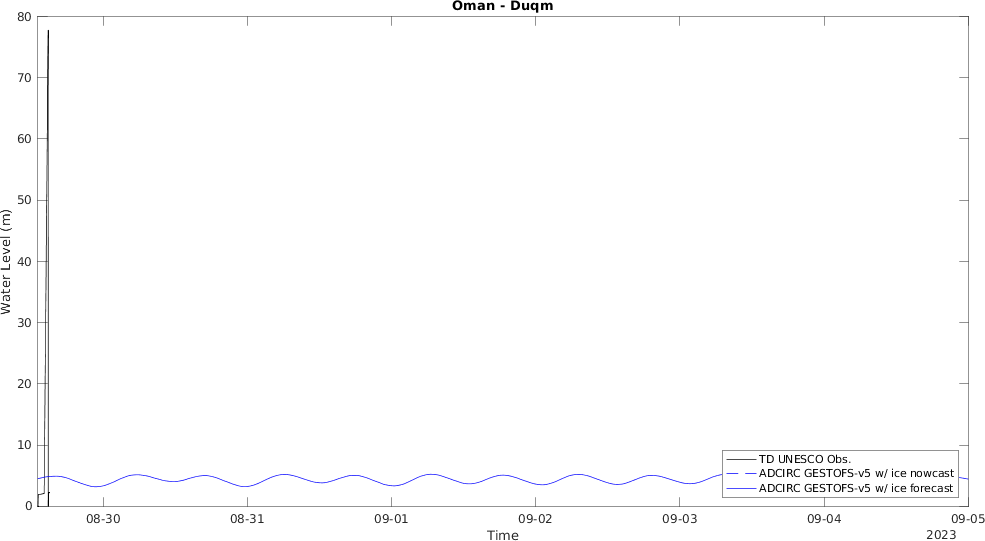 Oman - Duqm
80
70
60
50
40
30
20
10
0
Water Level (m)
TD UNESCO Obs.
ADCIRC GESTOFS-v5 w/ ice nowcast
ADCIRC GESTOFS-v5 w/ ice forecast
08-30 08-31 09-01 09-02 09-03 09-04 09-05
Time
2023